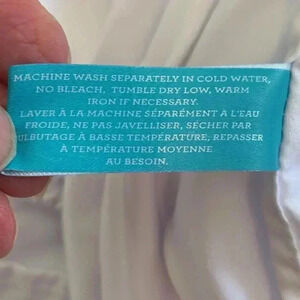 MACHINE WASH SEPARATELY IN COLD WATER,
NO BLEACH, TUMBLE DRY LOW, WARM
IRON IF NECESSARY.
LAVER À LA MACHINE SÉPARÉMENT À L'EAU
FROIDE, NE PAS JAVELLISER, SÉCHER PAR
ULBUTAGE À BASSE TEMPÉRATURE, REPASSER
À TEMPÉRATURE MOYENNE
AU BESOIN.